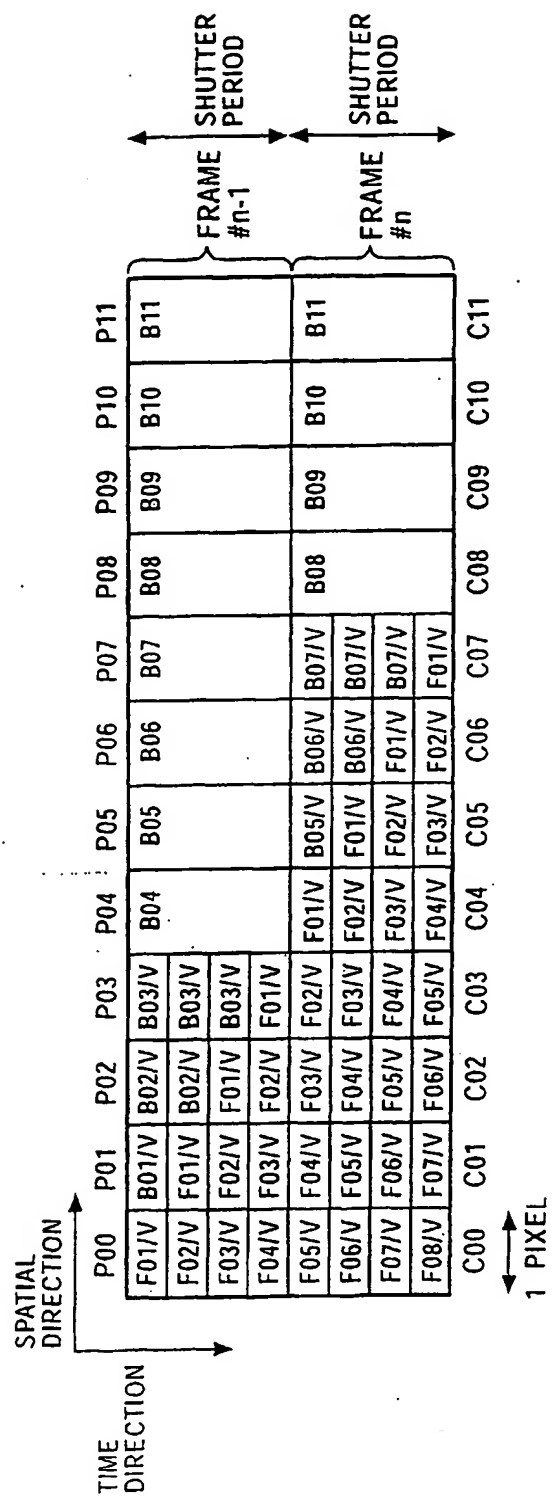 SPATIAL
DIRECTION
TIME
DIRECTION
P00 P01 P02 P03 P04 P05 P06 P07 P08 P09 P10 P11
F01/V B01/V B02/V B03/V B04 B05 B06 B07 B08 B09 B10 B11
F02/V F01/V B02/V B03/V
F03/V F02/V F01/V B03/V
F04/V F03/V F02/V F01/V
FRAME
#n-1
SHUTTER
PERIOD
F05/V F04/V F03/V F02/V F01/V B05/V B06/V B07/V B08 B09 B10 B11
F06/V F05/V F04/V F03/V F02/V F01/V B06/V B07/V
F07/V F06/V F05/V F04/V F03/V F02/V F01/V B07/V
F08/V F07/V F06/V F05/V F04/V F03/V F02/V F01/V
FRAME
#n
SHUTTER
PERIOD
C00 C01 C02 C03 C04 C05 C06 C07 C08 C09 C10 C11
1 PIXEL